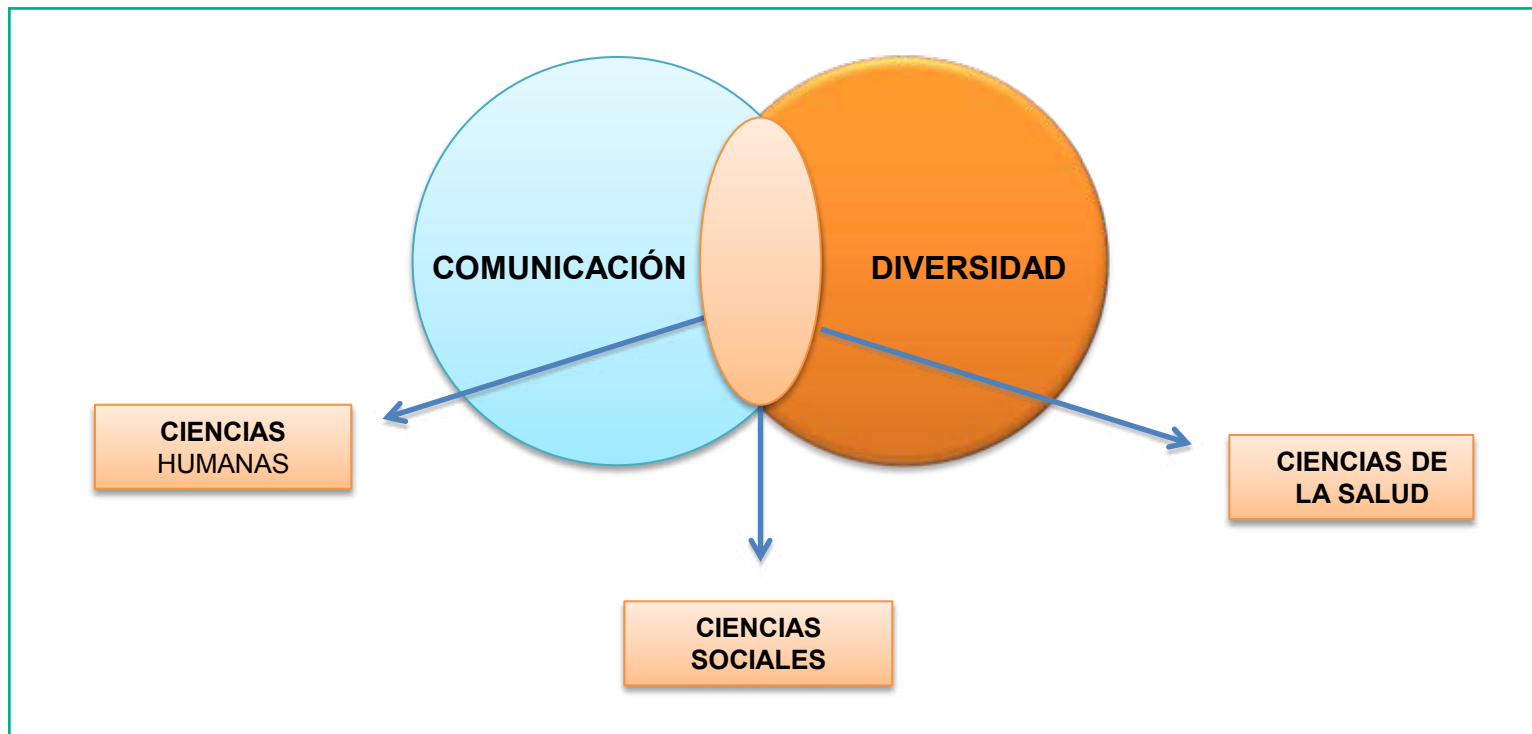 COMUNICACIÓN
DIVERSIDAD
CIENCIAS
HUMANAS
CIENCIAS DE
LA SALUD
CIENCIAS
SOCIALES